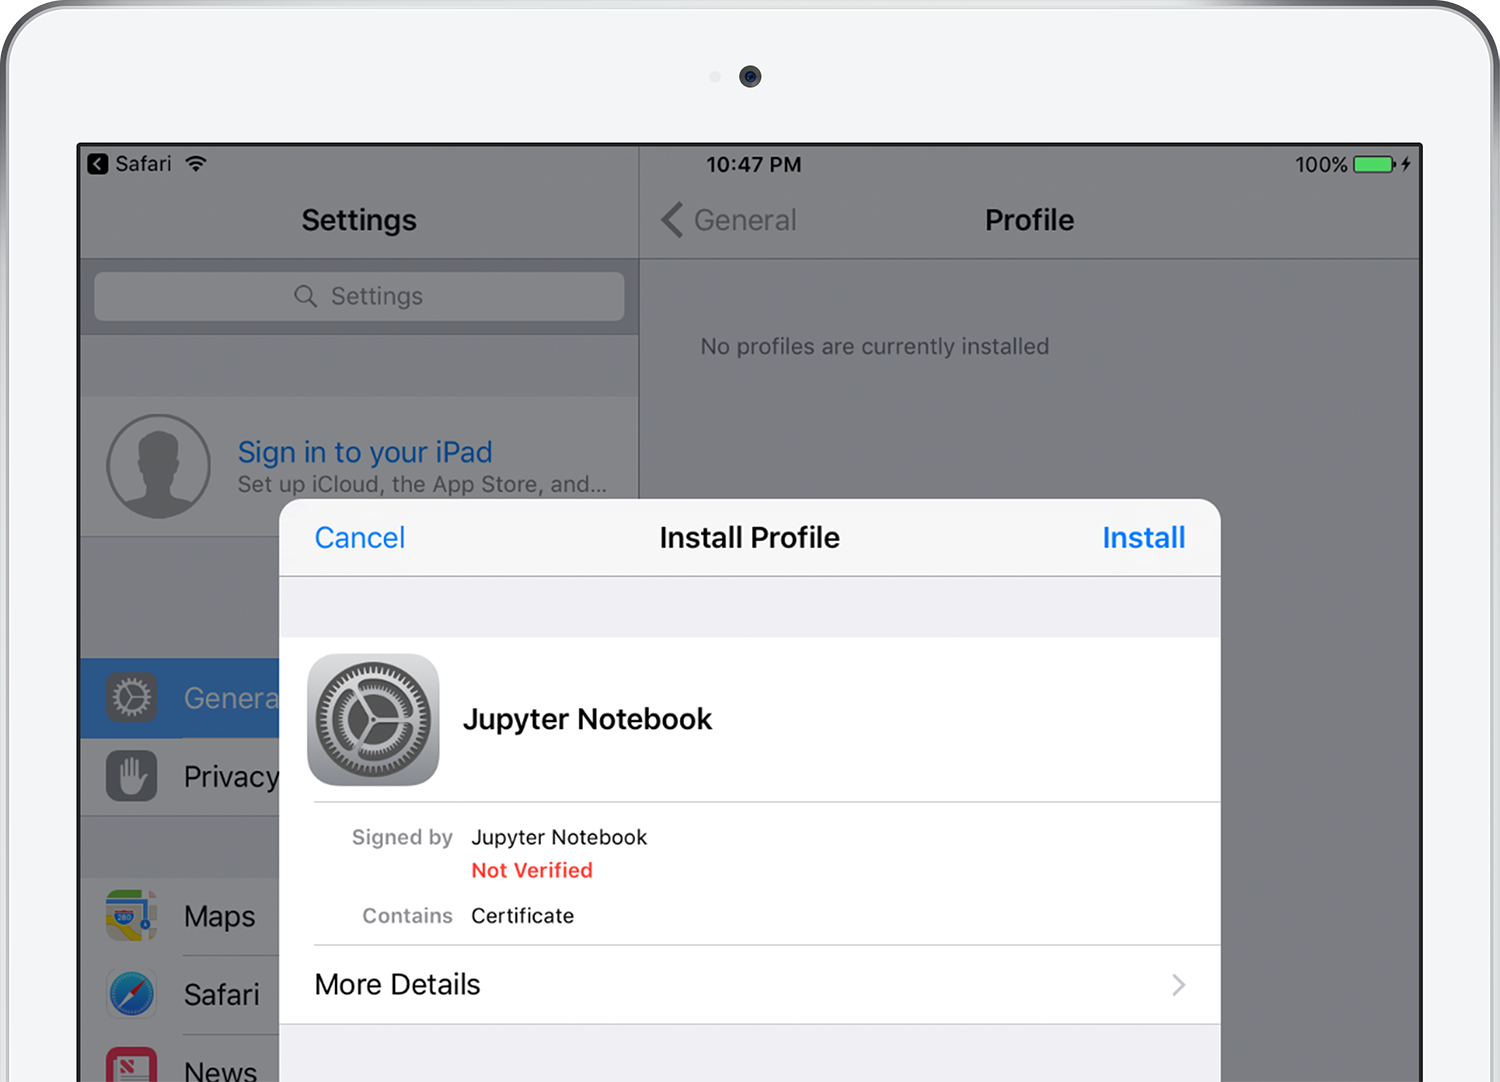 Safari
10:47 PM
100%
Settings
General
Profile
Settings
No profiles are currently installed
Sign in to your iPad
Set up iCloud, the App Store, and...
Cancel
Install Profile
Install
Genera
Jupyter Notebook
Privacy
Signed by Jupyter Notebook
Not Verified
Contains Certificate
Maps
280
More Details
Safari
News